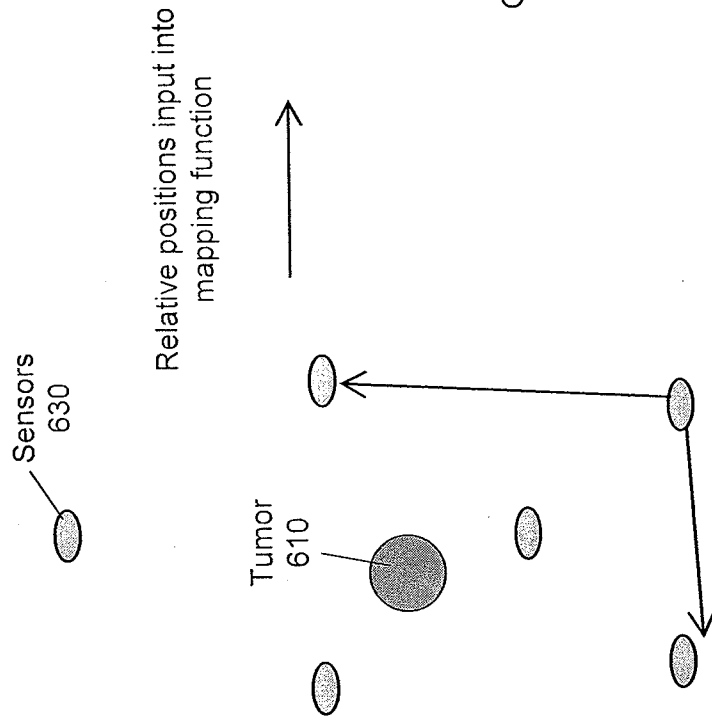 Sensors
630
Tumor
610
Relative positions input into
mapping function